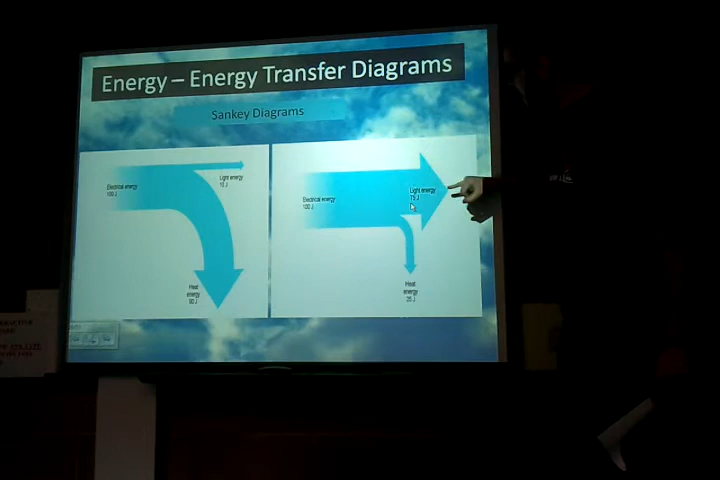 Energy – Energy Transfer Diagrams
Sankey Diagrams
Electrical energy
100 J
Light energy
10 J
Heat
energy
90 J
Electrical energy
100 J
Light energy
75 J
Heat
energy
25 J